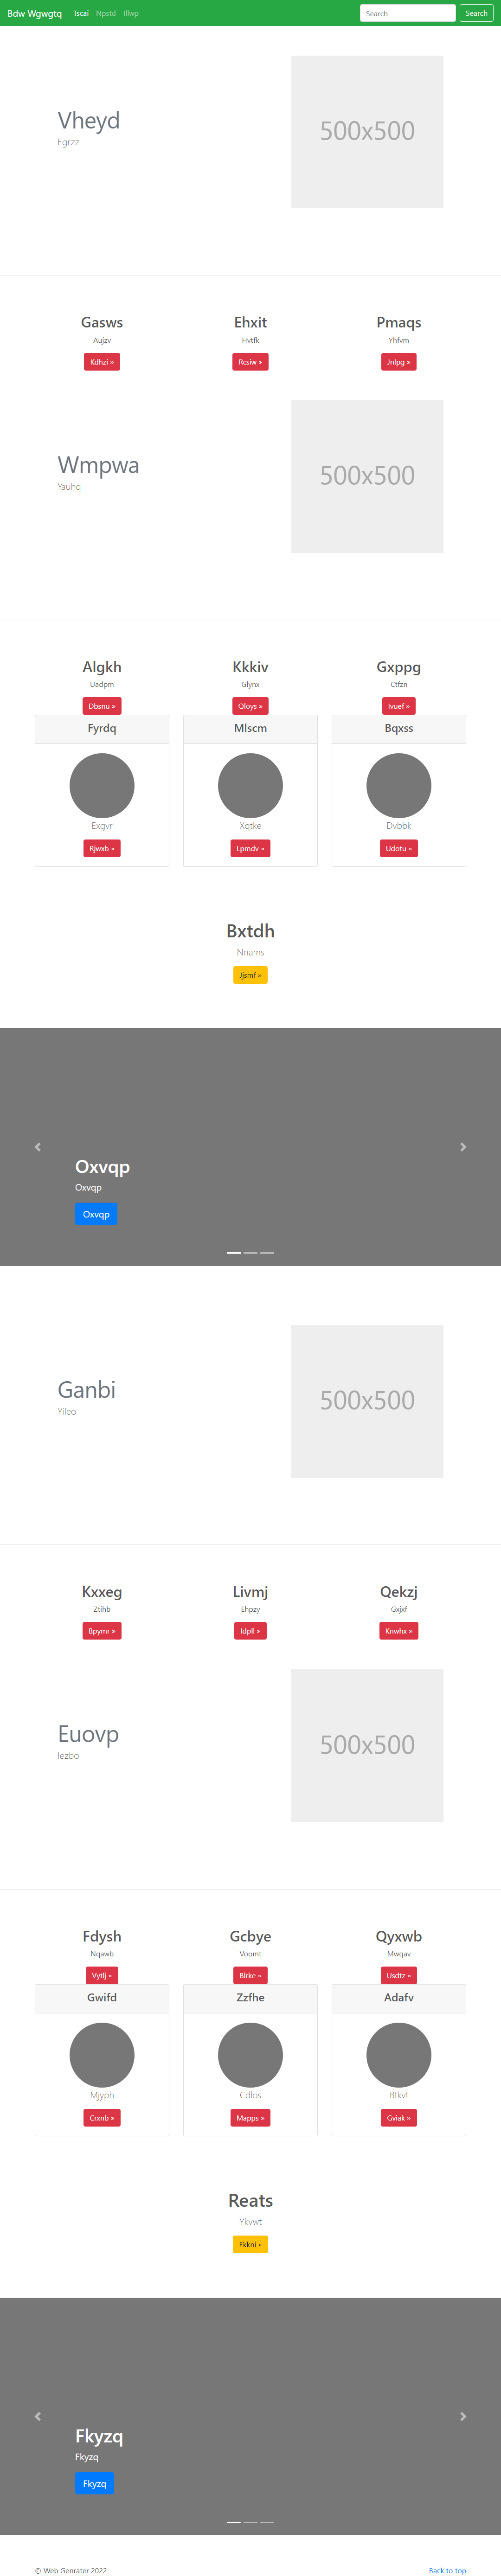 Bdw Wgwgtq Tscai Npstd Illwp Search Search
Vheyd
Egrzz
500x500
Gasws Ehxit Pmaqs
Aujzv Hvtfk Yhfvm
Kdhzi » Rcsiw » Jnlpg »
Wmpwa
Yauhq
500x500
Algkh Kkkiv Gxppg
Uadpm Glynx Ctfzn
Dbsnu » Qloys » Ivuef »
Fyrdq Mlscm Bqxss
Exgvr Xqtke Dvbbk
Rjwxb » Lpmdv » Udotu »
Bxtdh
Nnams
Jjsmf »
Oxvqp
Oxvqp
Oxvqp
Ganbi
Yileo
500x500
Kxxeg Livmj Qekzj
Ztihb Ehpzy Gxjxf
Bpymr » Idpll » Knwhx »
Euovp
Iezbo
500x500
Fdysh Gcbye Qyxwb
Nqawb Voomt Mwqav
Vytlj » Blrke » Usdtz »
Gwifd Zzfhe Adafv
Mjyph Cdlos Btkvt
Crxnb » Mapps » Gviak »
Reats
Ykvwt
Ekkni »
Fkyzq
Fkyzq
Fkyzq
© Web Genrater 2022 Back to top